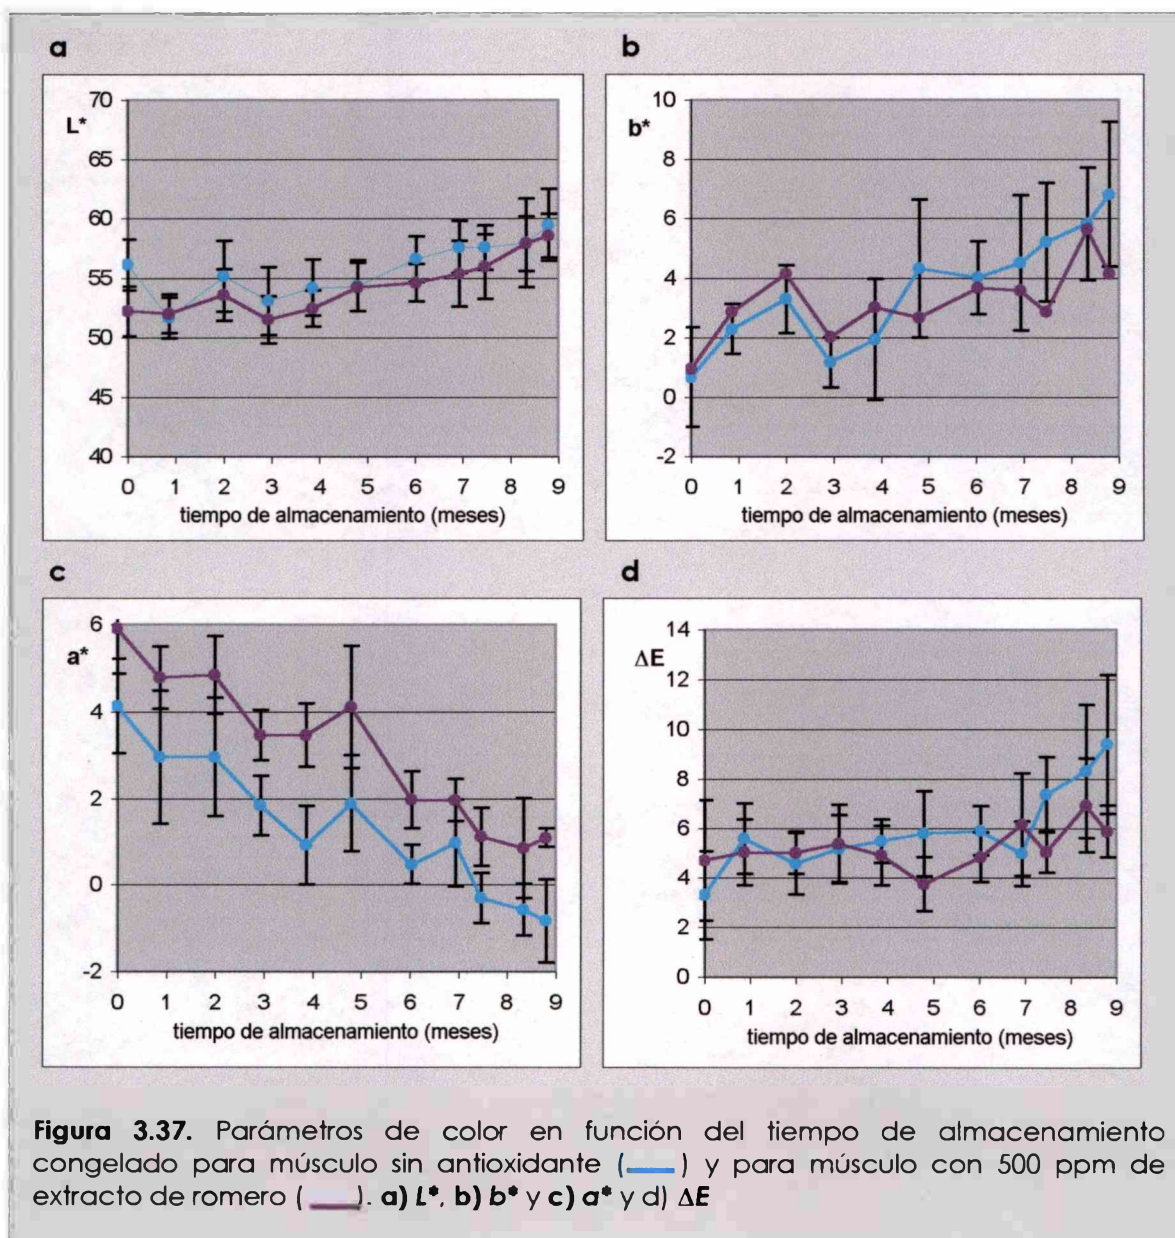 a
70
L*
65
60
55
50
45
40
0 1 2 3 4 5 6 7 8 9
tiempo de almacenamiento (meses)
b
10
b*
8
6
4
2
0
-2
0 1 2 3 4 5 6 7 8 9
tiempo de almacenamiento (meses)
c
6
a*
4
2
0
-2
0 1 2 3 4 5 6 7 8 9
tiempo de almacenamiento (meses)
d
14
ΔE
12
10
8
6
4
2
0
0 1 2 3 4 5 6 7 8 9
tiempo de almacenamiento (meses)
Figura 3.37. Parámetros de color en función del tiempo de almacenamiento
congelado para músculo sin antioxidante ( ) y para músculo con 500 ppm de
extracto de romero ( ). a) L*, b) b* y c) a* y d) ΔE